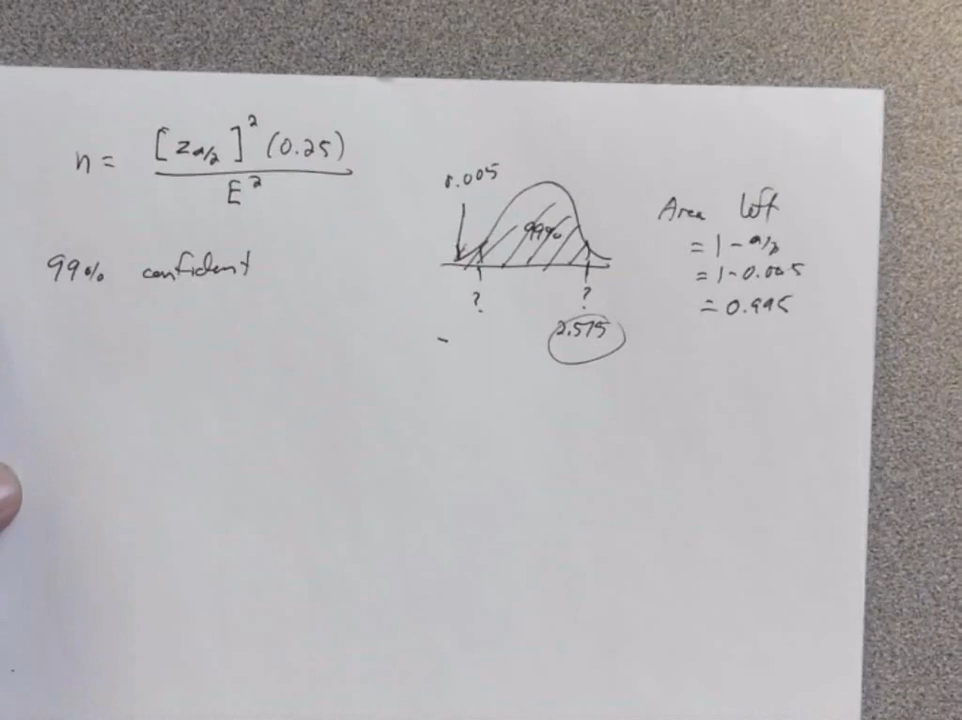 n = [Zα/2]²(0.25)
E²
99% confident
0.005
99%
? ?
2.575
-
Area left
= 1 - α/2
= 1 - 0.005
= 0.995